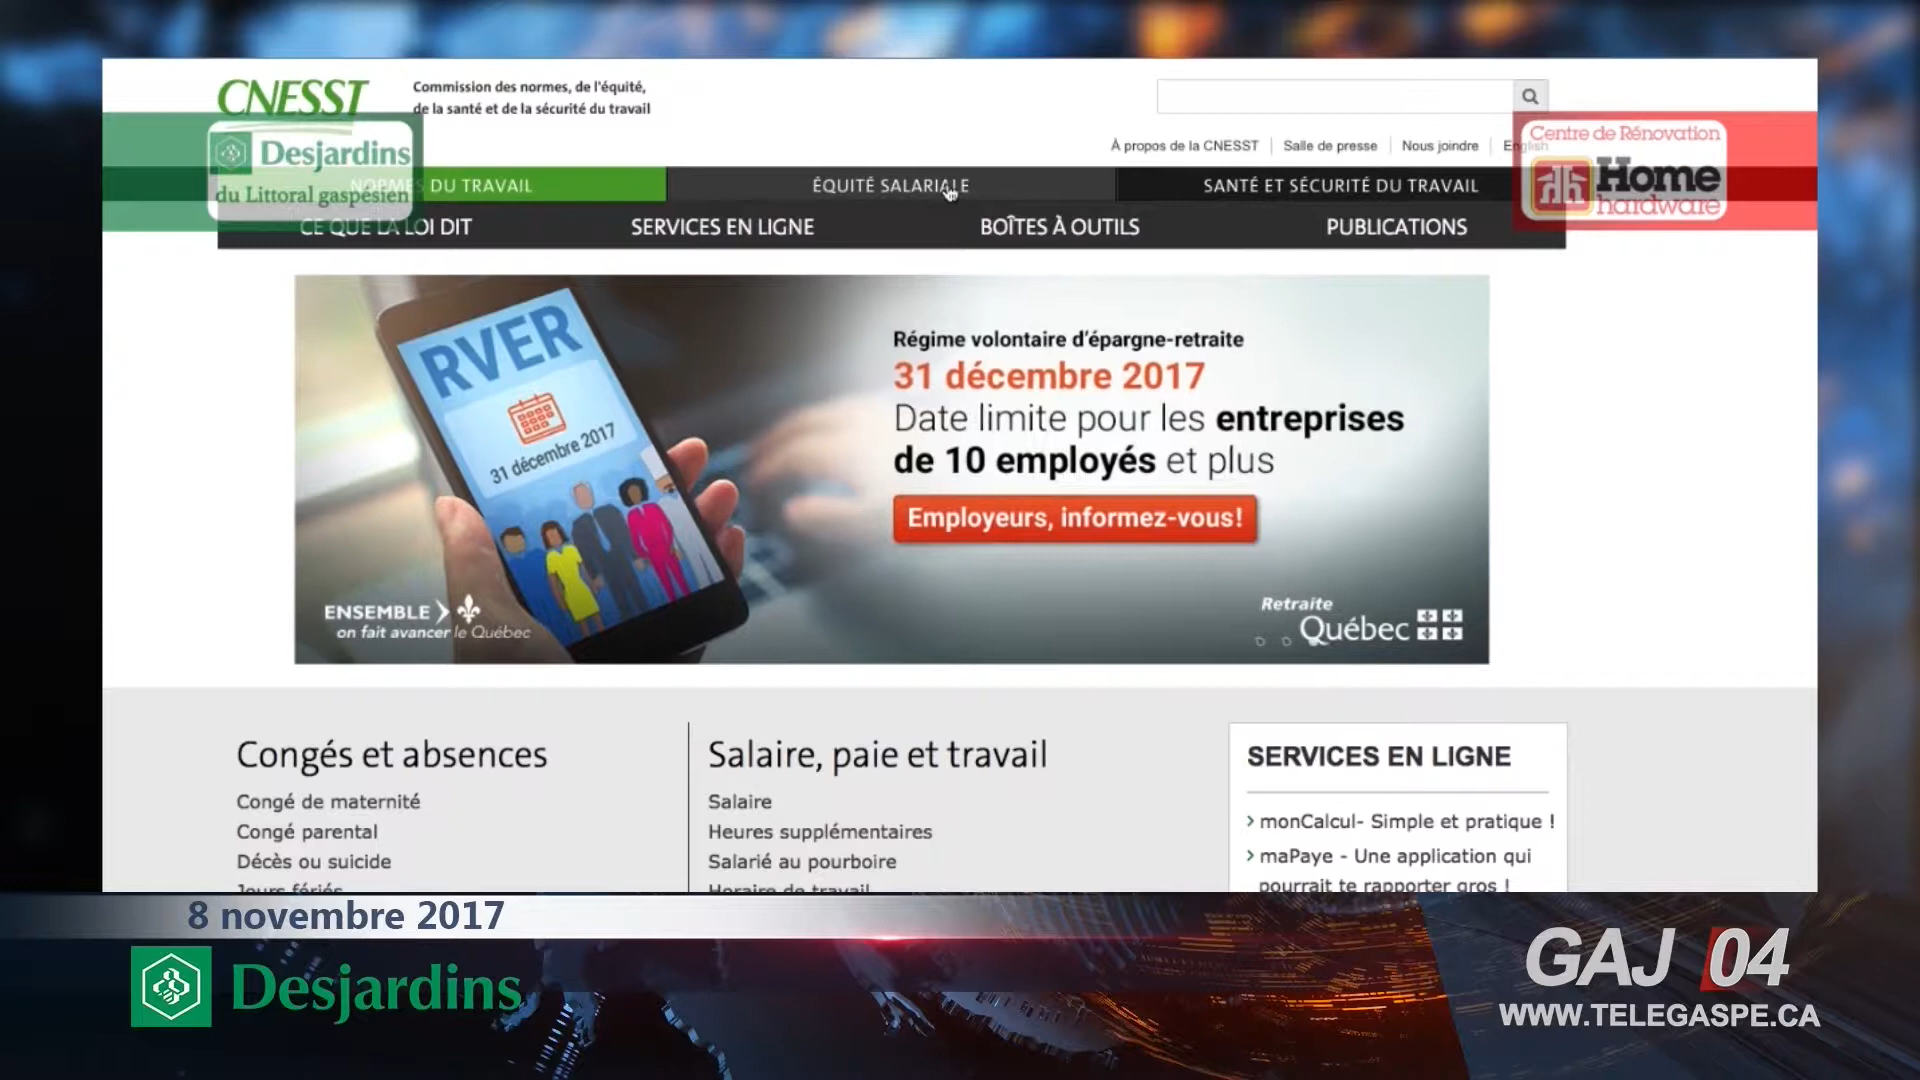 CNESST
Commission des normes, de l'équité,
de la santé et de la sécurité du travail
À propos de la CNESST
Salle de presse
Nous joindre
English
Desjardins
du Littoral gaspésien
Centre de Rénovation
Home
hardware
NORMES DU TRAVAIL
ÉQUITÉ SALARIALE
SANTÉ ET SÉCURITÉ DU TRAVAIL
CE QUE LA LOI DIT
SERVICES EN LIGNE
BOÎTES À OUTILS
PUBLICATIONS
RVER
31 décembre 2017
Régime volontaire d'épargne-retraite
31 décembre 2017
Date limite pour les entreprises
de 10 employés et plus
Employeurs, informez-vous!
ENSEMBLE
on fait avancer le Québec
Retraite
Québec
Congés et absences
Congé de maternité
Congé parental
Décès ou suicide
Jours fériés
Salaire, paie et travail
Salaire
Heures supplémentaires
Salarié au pourboire
Horaire de travail
SERVICES EN LIGNE
monCalcul- Simple et pratique !
maPaye - Une application qui
pourrait te rapporter gros !
8 novembre 2017
Desjardins
GAJ 04
WWW.TELEGASPE.CA